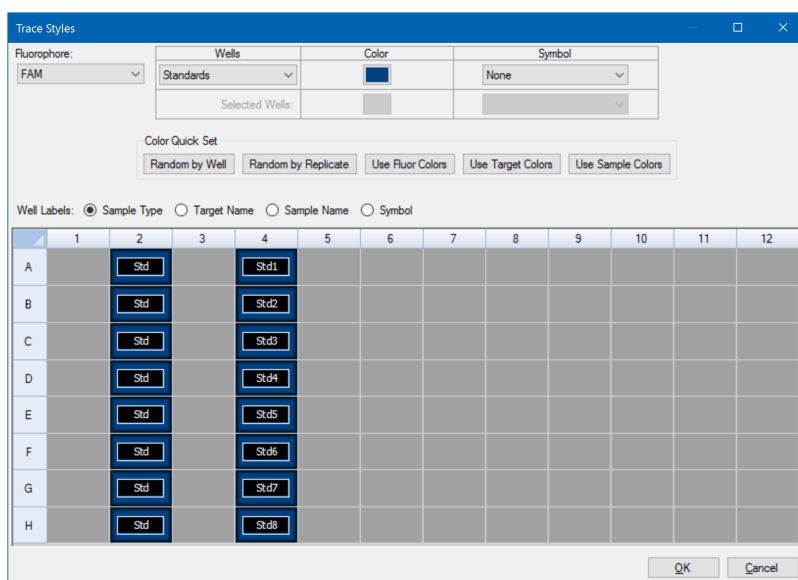 Trace Styles
Fluorophore:
Wells Color Symbol
FAM Standards None
Selected Wells:
Color Quick Set
Random by Well Random by Replicate Use Fluor Colors Use Target Colors Use Sample Colors
Well Labels: Sample Type Target Name Sample Name Symbol
1 2 3 4 5 6 7 8 9 10 11 12
A Std Std1
B Std Std2
C Std Std3
D Std Std4
E Std Std5
F Std Std6
G Std Std7
H Std Std8
OK Cancel